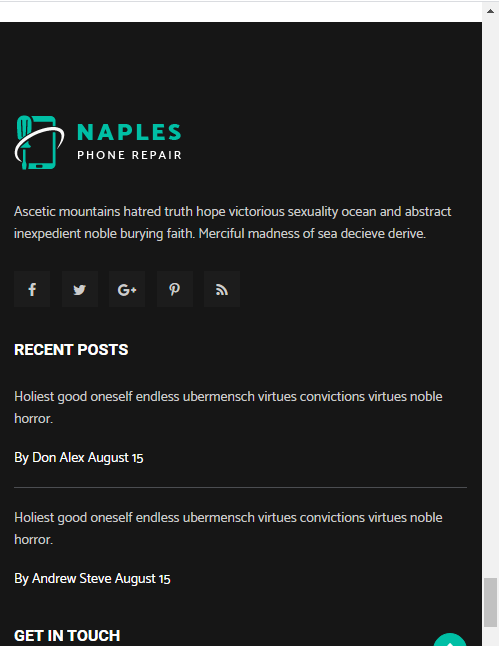 NAPLES
PHONE REPAIR
Ascetic mountains hatred truth hope victorious sexuality ocean and abstract
inexpedient noble burying faith. Merciful madness of sea decieve derive.
RECENT POSTS
Holiest good oneself endless ubermensch virtues convictions virtues noble
horror.
By Don Alex August 15
Holiest good oneself endless ubermensch virtues convictions virtues noble
horror.
By Andrew Steve August 15
GET IN TOUCH